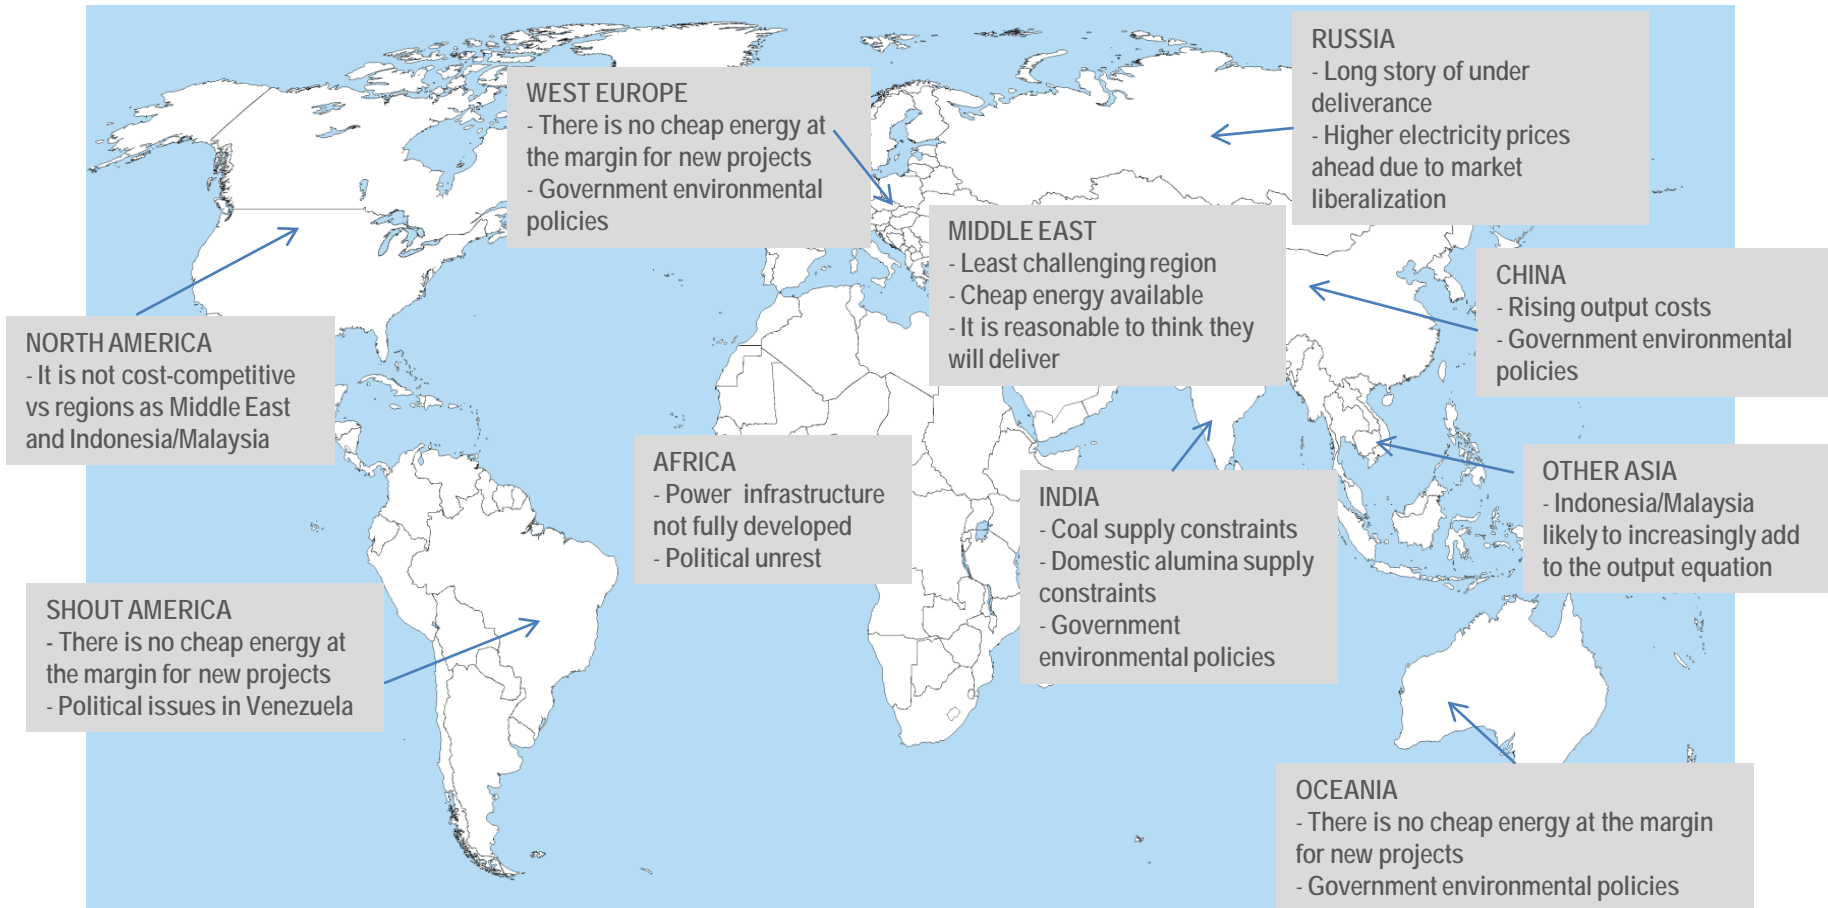 RUSSIA
- Long story of under
deliverance
- Higher electricity prices
ahead due to market
liberalization
WEST EUROPE
- There is no cheap energy at
the margin for new projects
- Government environmental
policies
MIDDLE EAST
- Least challenging region
- Cheap energy available
- It is reasonable to think they
will deliver
CHINA
- Rising output costs
- Government environmental
policies
NORTH AMERICA
- It is not cost-competitive
vs regions as Middle East
and Indonesia/Malaysia
AFRICA
- Power infrastructure
not fully developed
- Political unrest
INDIA
- Coal supply constraints
- Domestic alumina supply
constraints
- Government
environmental policies
OTHER ASIA
- Indonesia/Malaysia
likely to increasingly add
to the output equation
SHOUT AMERICA
- There is no cheap energy at
the margin for new projects
- Political issues in Venezuela
OCEANIA
- There is no cheap energy at the margin
for new projects
- Government environmental policies